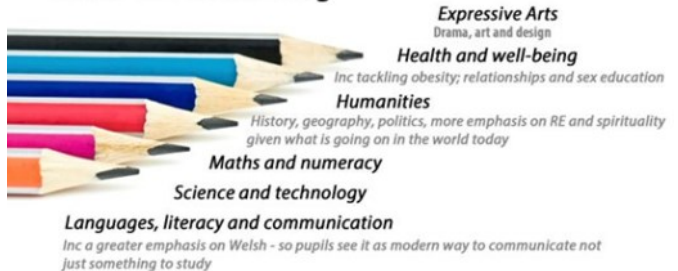 Expressive Arts
Drama, art and design
Health and well-being
Inc tackling obesity; relationships and sex education
Humanities
History, geography, politics, more emphasis on RE and spirituality
given what is going on in the world today
Maths and numeracy
Science and technology
Languages, literacy and communication
Inc a greater emphasis on Welsh - so pupils see it as modern way to communicate not
just something to study